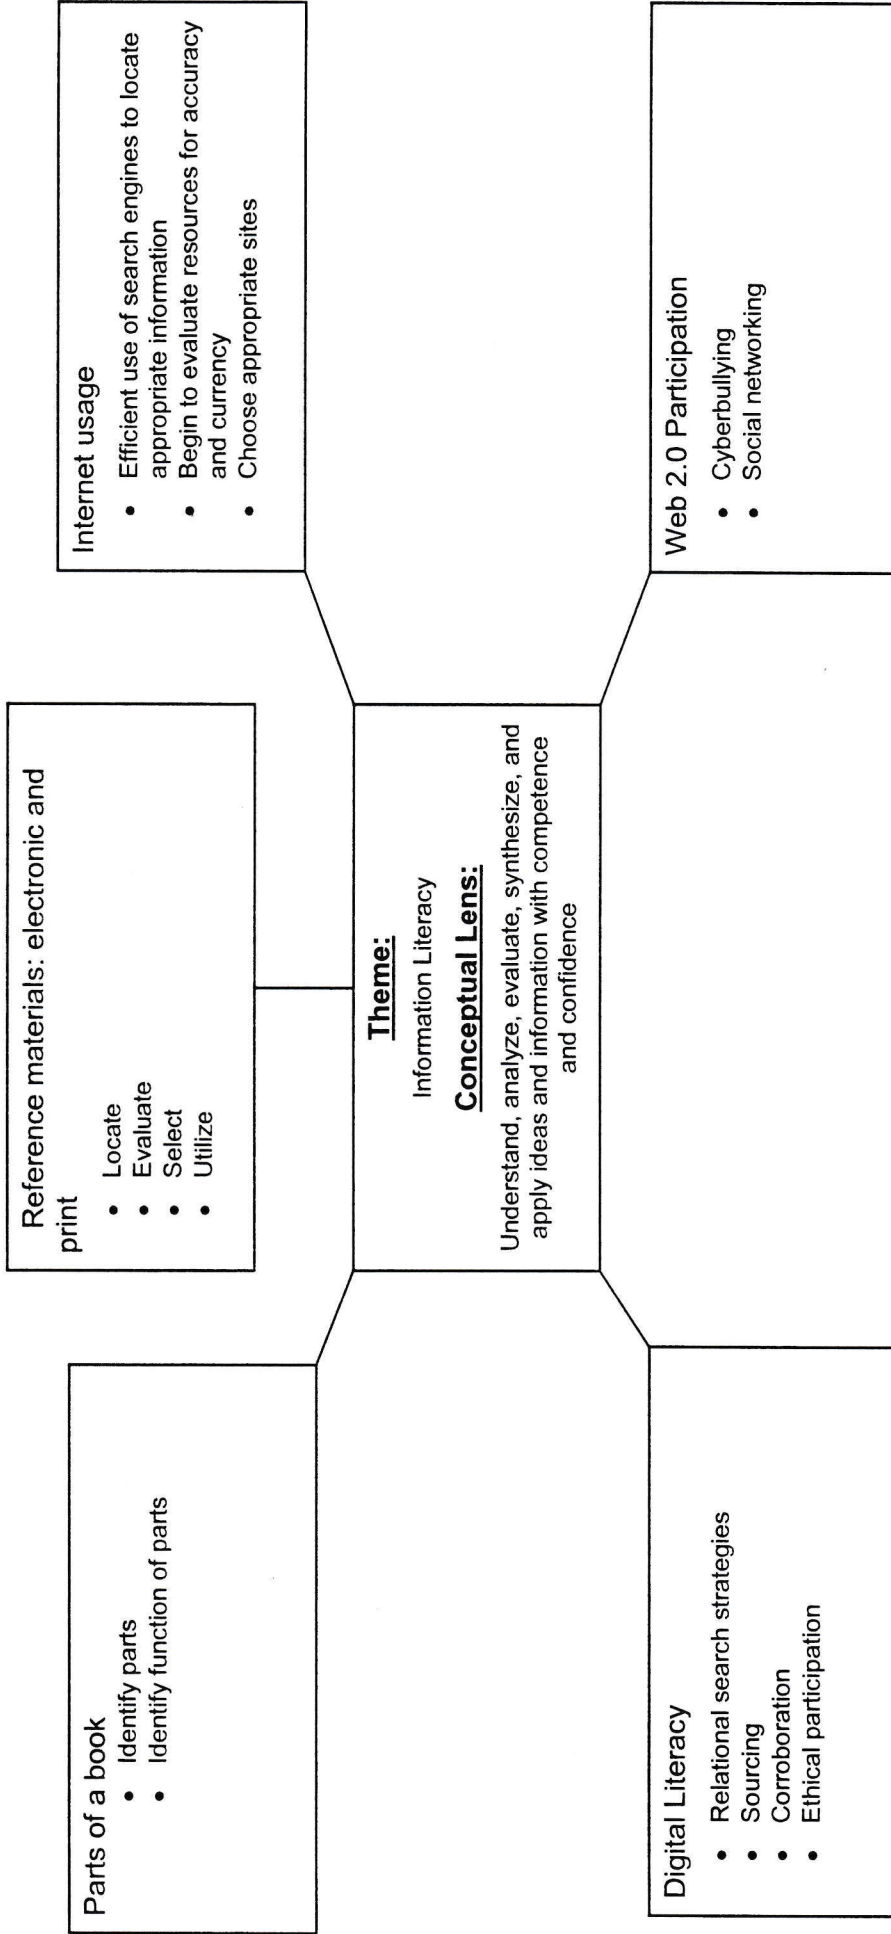 Parts of a book
• Identify parts
• Identify function of parts
Reference materials: electronic and
print
• Locate
• Evaluate
• Select
• Utilize
Internet usage
• Efficient use of search engines to locate
appropriate information
• Begin to evaluate resources for accuracy
and currency
• Choose appropriate sites
Theme:
Information Literacy
Conceptual Lens:
Understand, analyze, evaluate, synthesize, and
apply ideas and information with competence
and confidence
Digital Literacy
• Relational search strategies
• Sourcing
• Corroboration
• Ethical participation
Web 2.0 Participation
• Cyberbullying
• Social networking